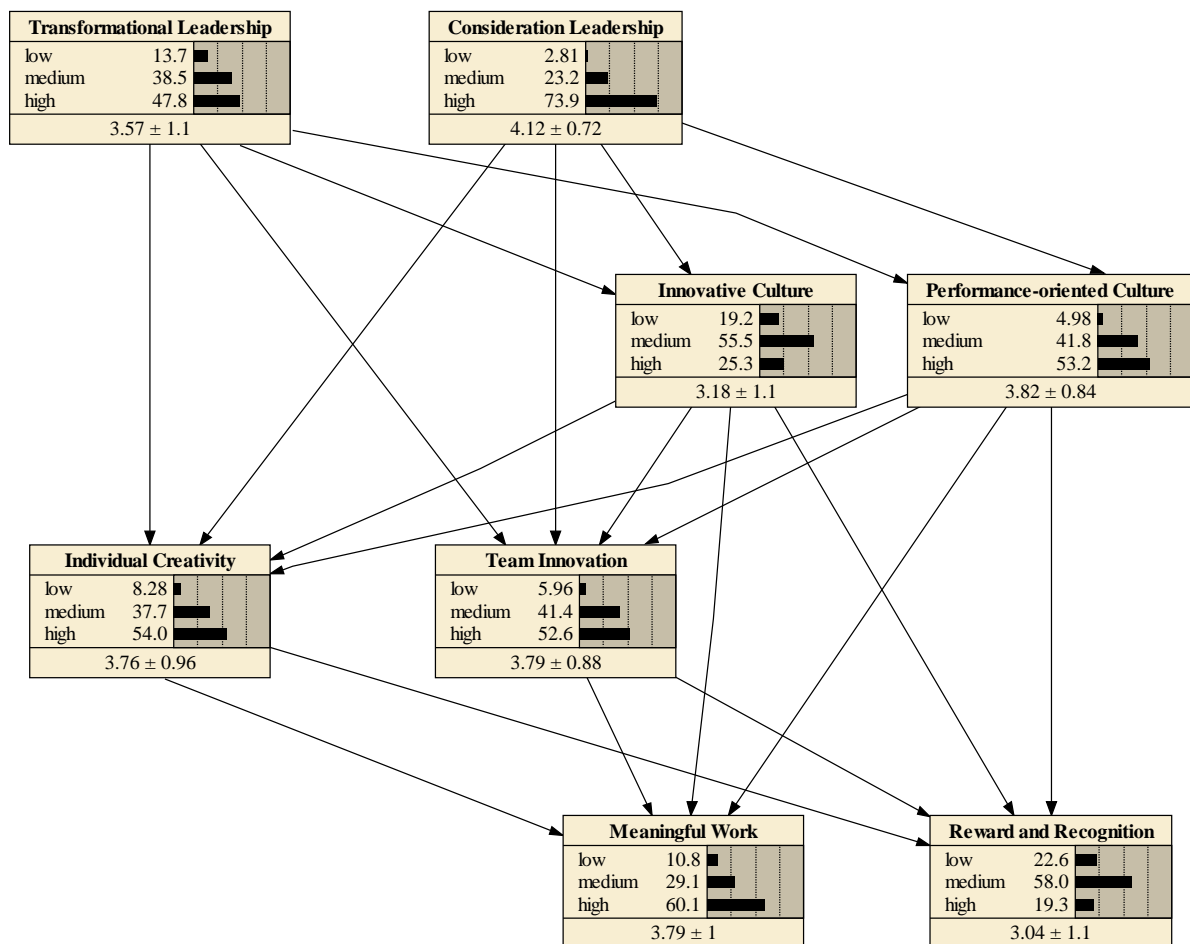 Transformational Leadership
low 13.7
medium 38.5
high 47.8
3.57 ± 1.1
Consideration Leadership
low 2.81
medium 23.2
high 73.9
4.12 ± 0.72
Innovative Culture
low 19.2
medium 55.5
high 25.3
3.18 ± 1.1
Performance-oriented Culture
low 4.98
medium 41.8
high 53.2
3.82 ± 0.84
Individual Creativity
low 8.28
medium 37.7
high 54.0
3.76 ± 0.96
Team Innovation
low 5.96
medium 41.4
high 52.6
3.79 ± 0.88
Meaningful Work
low 10.8
medium 29.1
high 60.1
3.79 ± 1
Reward and Recognition
low 22.6
medium 58.0
high 19.3
3.04 ± 1.1